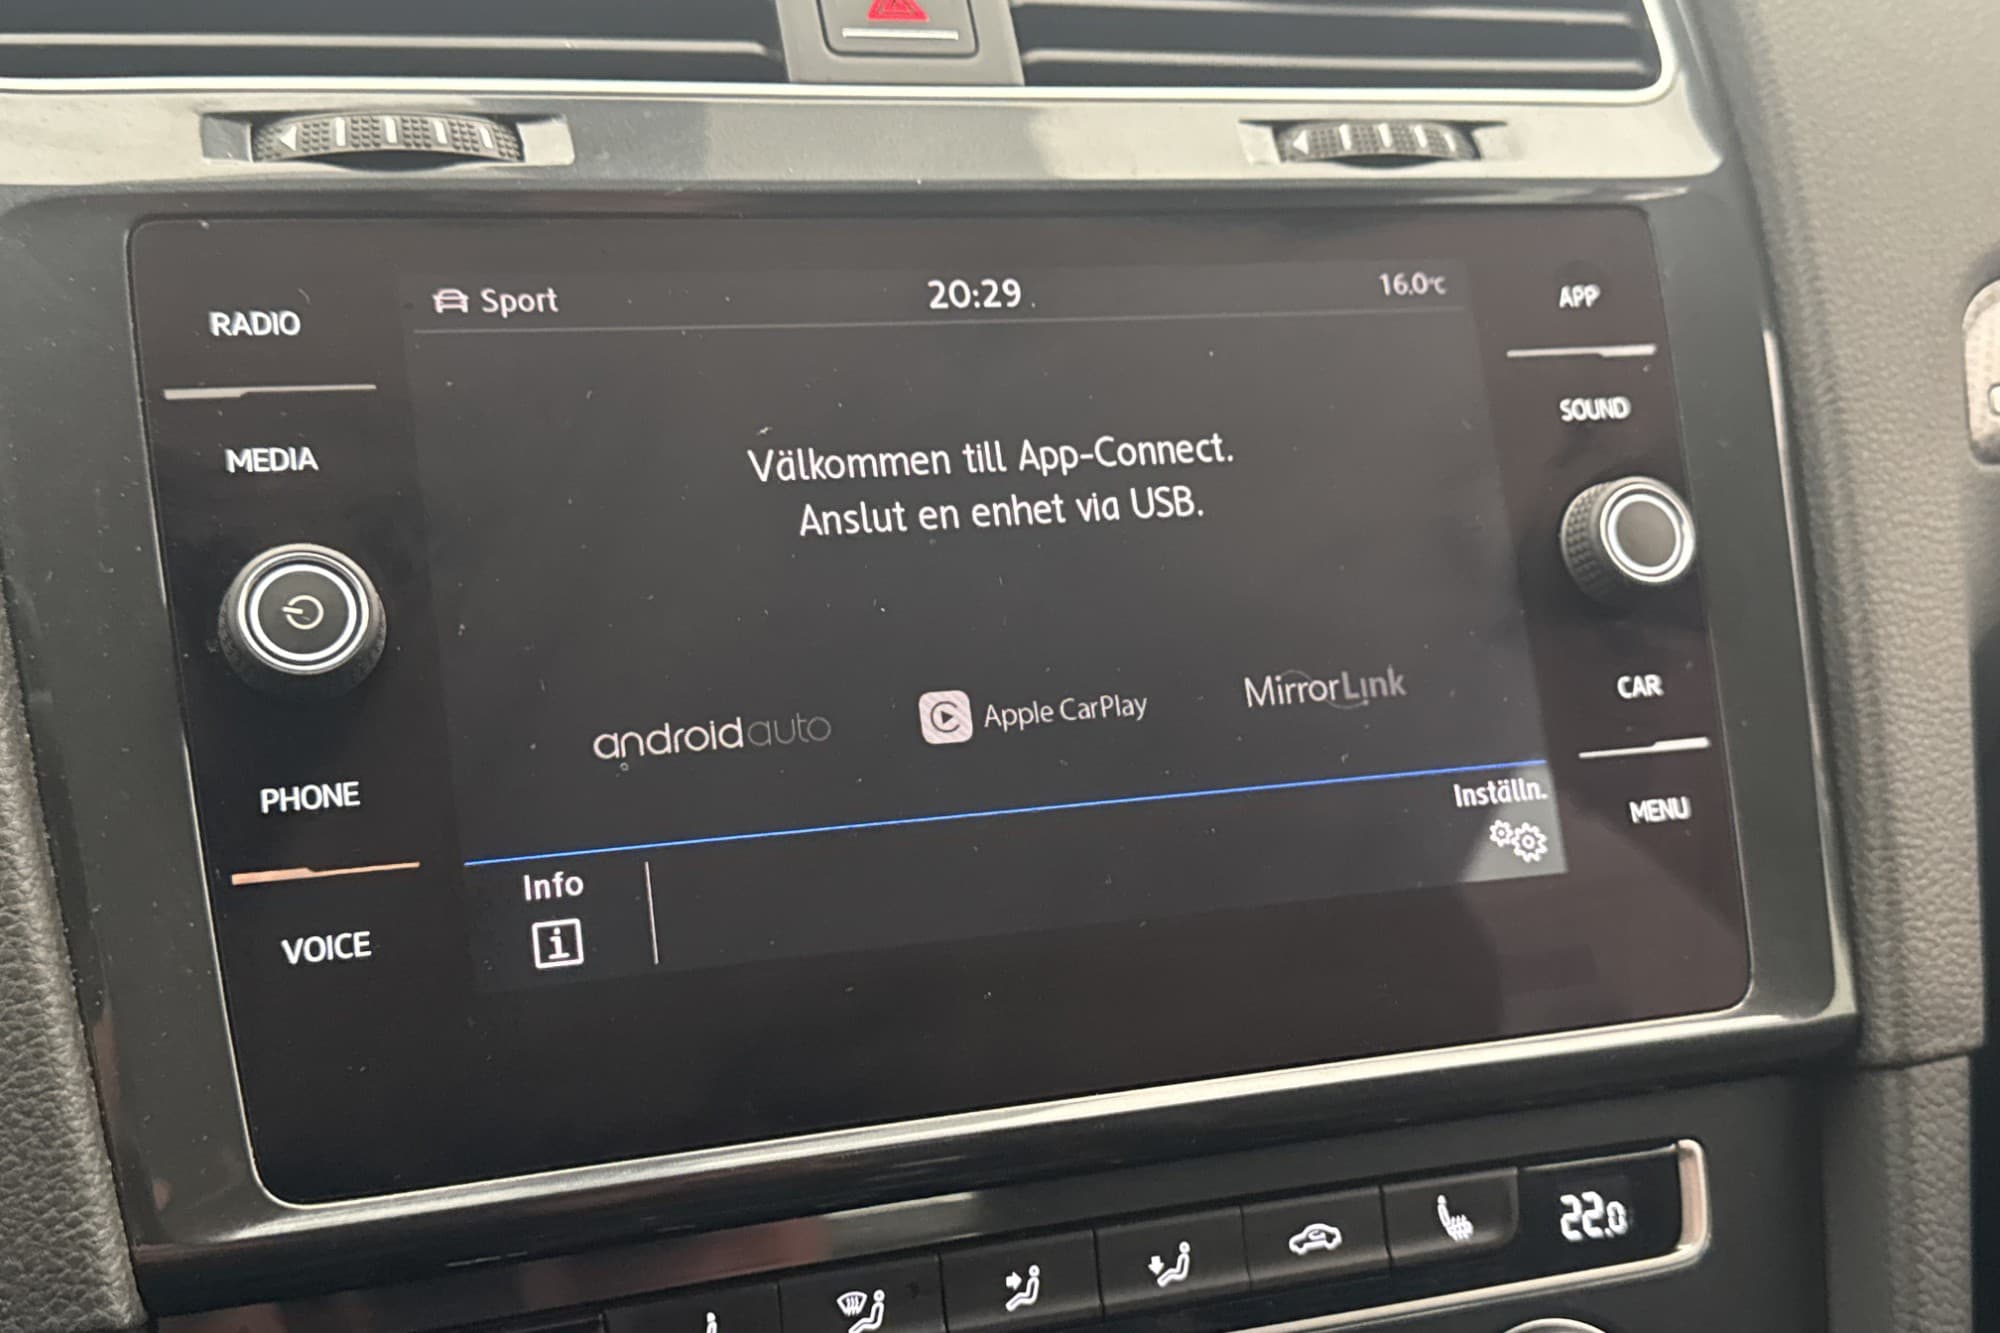 RADIO
MEDIA
PHONE
VOICE
Sport
20:29
16.0°C
Välkommen till App-Connect.
Anslut en enhet via USB.
androidauto
Apple CarPlay
MirrorLink
Info
i
Inställn.
APP
SOUND
CAR
MENU
22.0